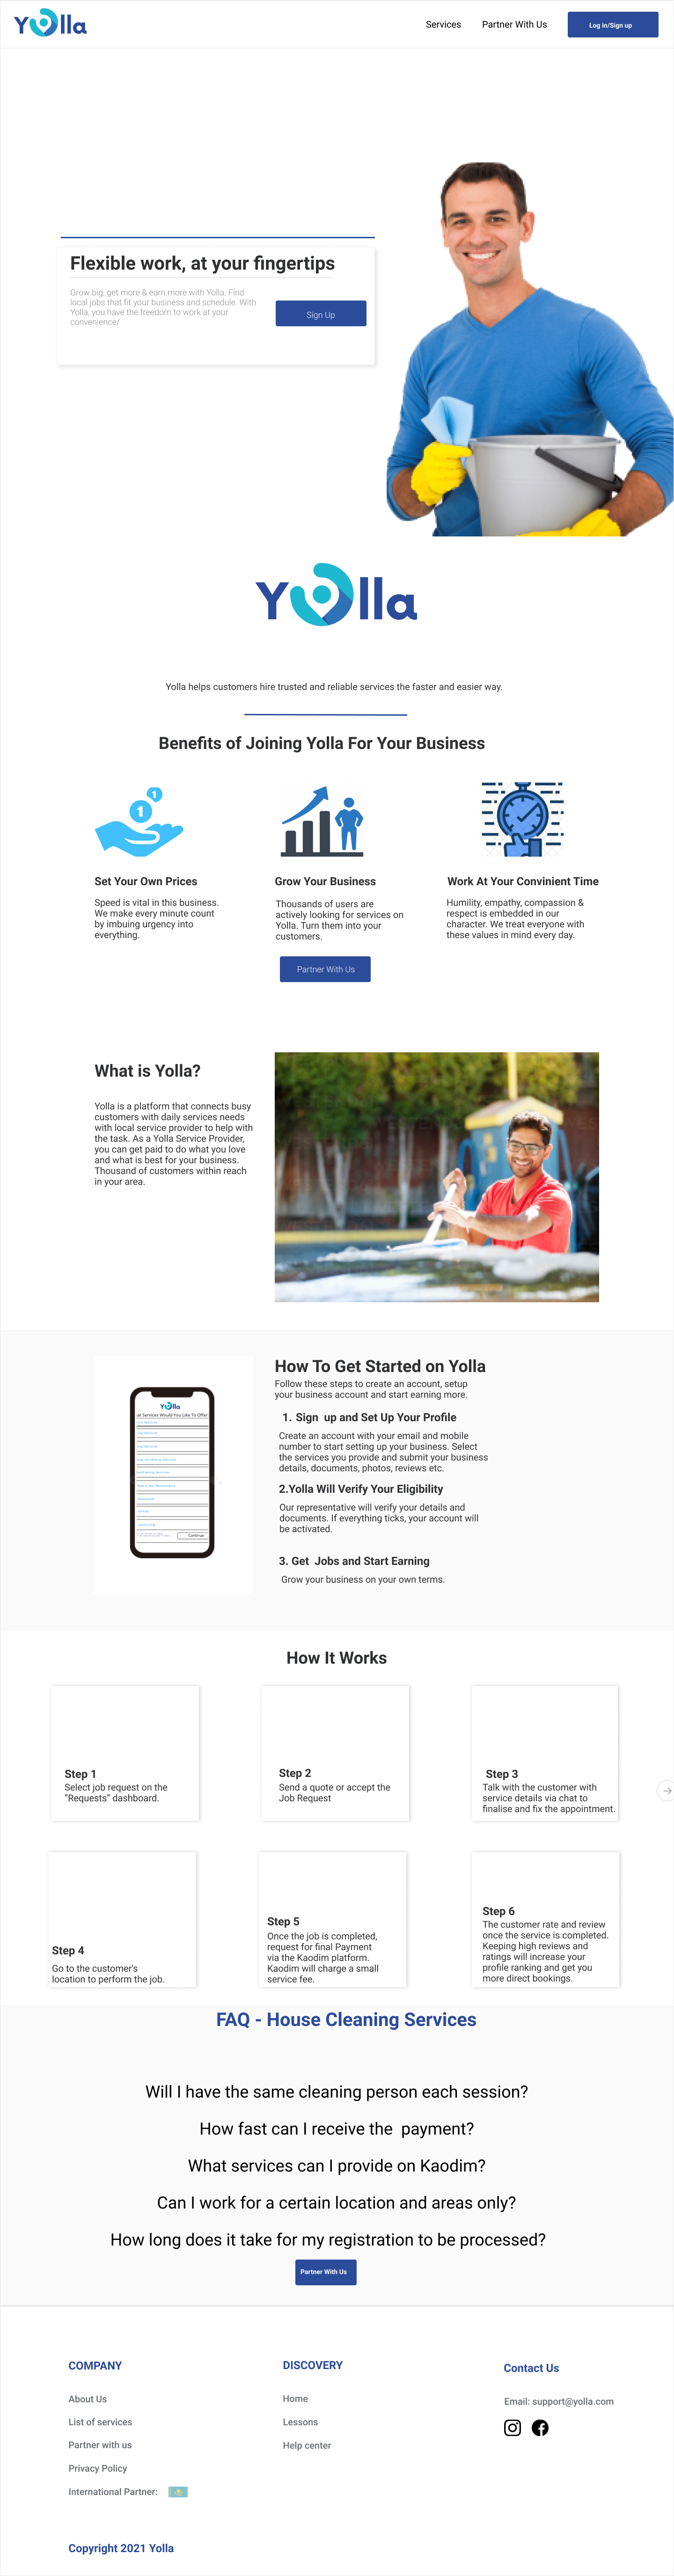 Yolla
Services
Partner With Us
Log in/Sign up
Flexible work, at your fingertips
Grow big, get more & earn more with Yolla. Find
local jobs that fit your business and schedule. With
Yolla, you have the freedom to work at your
convenience/
Sign Up
Yolla
Yolla helps customers hire trusted and reliable services the faster and easier way.
Benefits of Joining Yolla For Your Business
1
1
Set Your Own Prices
Speed is vital in this business.
We make every minute count
by imbuing urgency into
everything.
Grow Your Business
Thousands of users are
actively looking for services on
Yolla. Turn them into your
customers.
Work At Your Convinient Time
Humility, empathy, compassion &
respect is embedded in our
character. We treat everyone with
these values in mind every day.
Partner With Us
What is Yolla?
Yolla is a platform that connects busy
customers with daily services needs
with local service provider to help with
the task. As a Yolla Service Provider,
you can get paid to do what you love
and what is best for your business.
Thousand of customers within reach
in your area.
Yolla
at Services Would You Like To Offer
Continue
How To Get Started on Yolla
Follow these steps to create an account, setup
your business account and start earning more.
1. Sign up and Set Up Your Profile
Create an account with your email and mobile
number to start setting up your business. Select
the services you provide and submit your business
details, documents, photos, reviews etc.
2.Yolla Will Verify Your Eligibility
Our representative will verify your details and
documents. If everything ticks, your account will
be activated.
3. Get Jobs and Start Earning
Grow your business on your own terms.
How It Works
Step 1
Select job request on the
“Requests” dashboard.
Step 2
Send a quote or accept the
Job Request
Step 3
Talk with the customer with
service details via chat to
finalise and fix the appointment.
Step 4
Go to the customer's
location to perform the job.
Step 5
Once the job is completed,
request for final Payment
via the Kaodim platform.
Kaodim will charge a small
service fee.
Step 6
The customer rate and review
once the service is completed.
Keeping high reviews and
ratings will increase your
profile ranking and get you
more direct bookings.
FAQ - House Cleaning Services
Will I have the same cleaning person each session?
How fast can I receive the payment?
What services can I provide on Kaodim?
Can I work for a certain location and areas only?
How long does it take for my registration to be processed?
Partner With Us
COMPANY
About Us
List of services
Partner with us
Privacy Policy
International Partner:
DISCOVERY
Home
Lessons
Help center
Contact Us
Email: support@yolla.com
Copyright 2021 Yolla